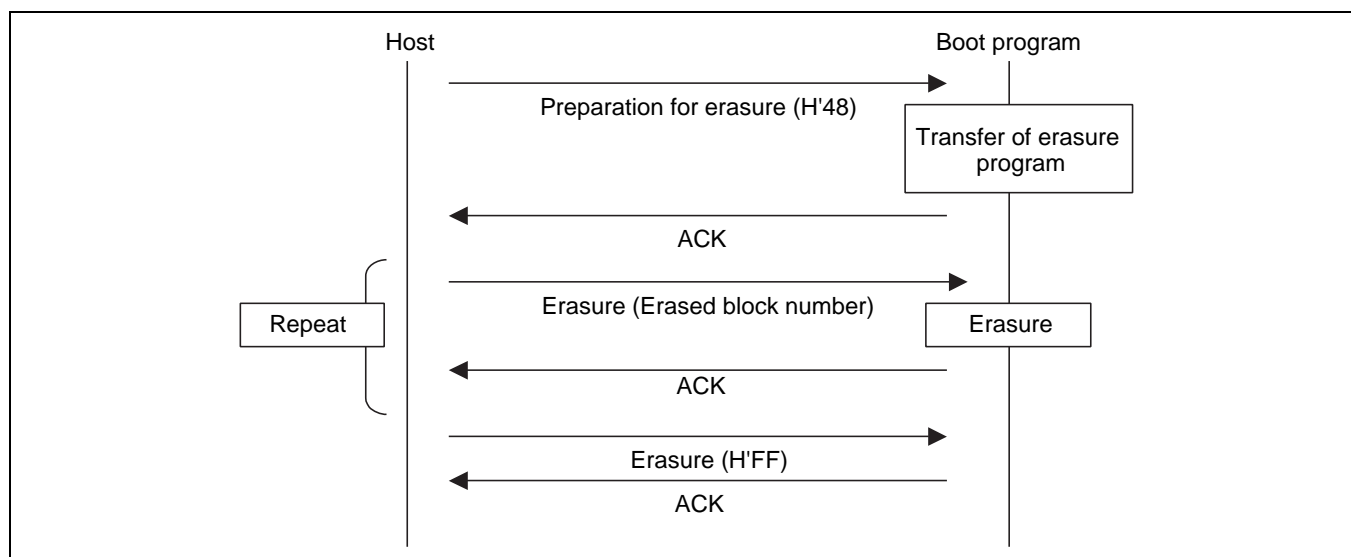 Host
Boot program
Preparation for erasure (H'48)
Transfer of erasure
program
ACK
Erasure (Erased block number)
Repeat
Erasure
ACK
Erasure (H'FF)
ACK